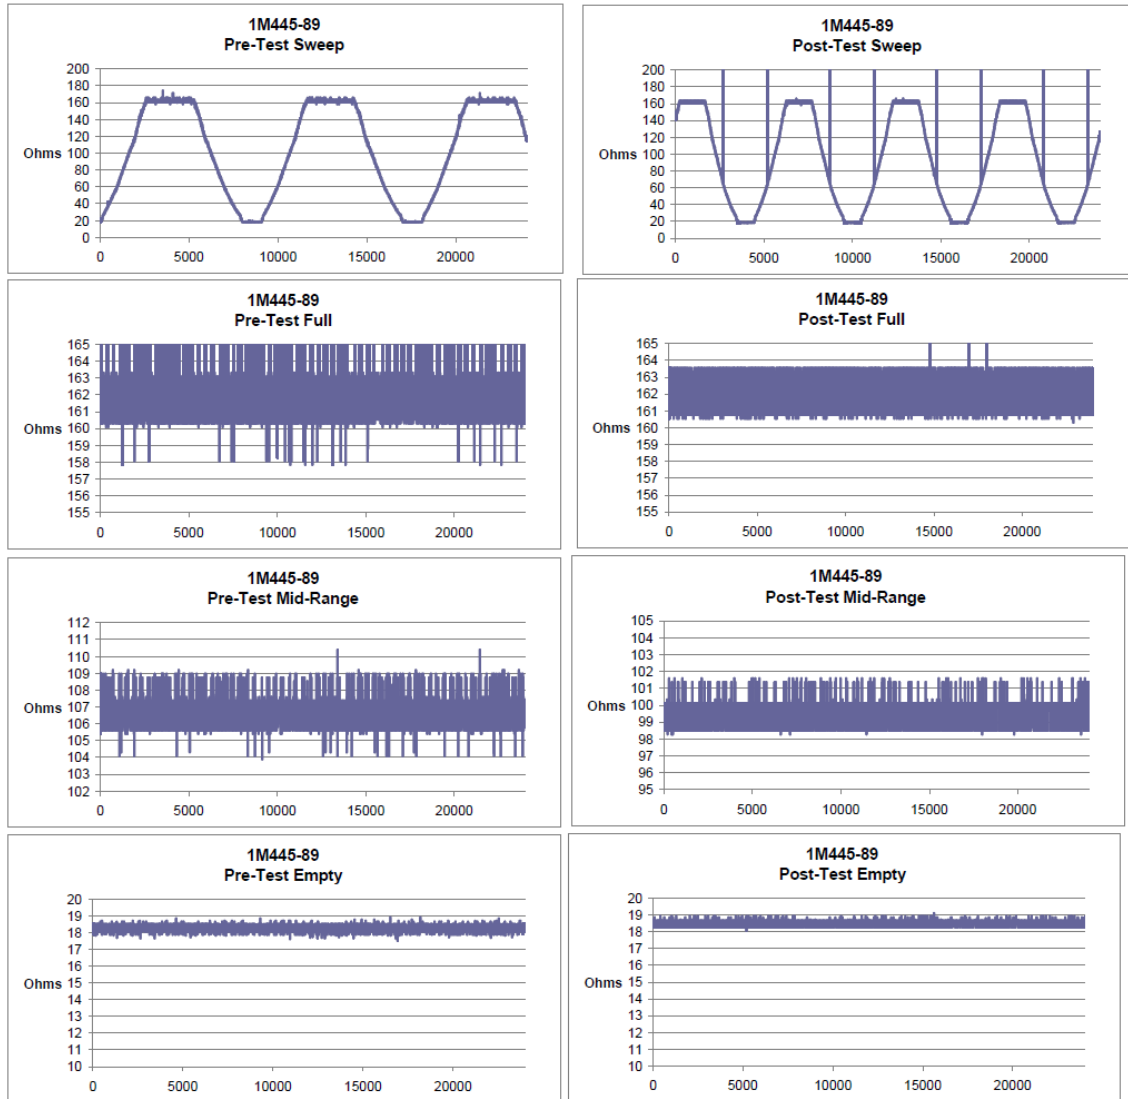 1M445-89
Pre-Test Sweep
200
180
160
140
120
Ohms 100
80
60
40
20
0
0 5000 10000 15000 20000
1M445-89
Post-Test Sweep
200
180
160
140
120
Ohms 100
80
60
40
20
0
0 5000 10000 15000 20000
1M445-89
Pre-Test Full
165
164
163
162
161
Ohms 160
159
158
157
156
155
0 5000 10000 15000 20000
1M445-89
Post-Test Full
165
164
163
162
161
Ohms 160
159
158
157
156
155
0 5000 10000 15000 20000
1M445-89
Pre-Test Mid-Range
112
111
110
109
108
Ohms 107
106
105
104
103
102
0 5000 10000 15000 20000
1M445-89
Post-Test Mid-Range
105
104
103
102
101
Ohms 100
99
98
97
96
95
0 5000 10000 15000 20000
1M445-89
Pre-Test Empty
20
19
18
17
16
Ohms 15
14
13
12
11
10
0 5000 10000 15000 20000
1M445-89
Post-Test Empty
20
19
18
17
16
Ohms 15
14
13
12
11
10
0 5000 10000 15000 20000